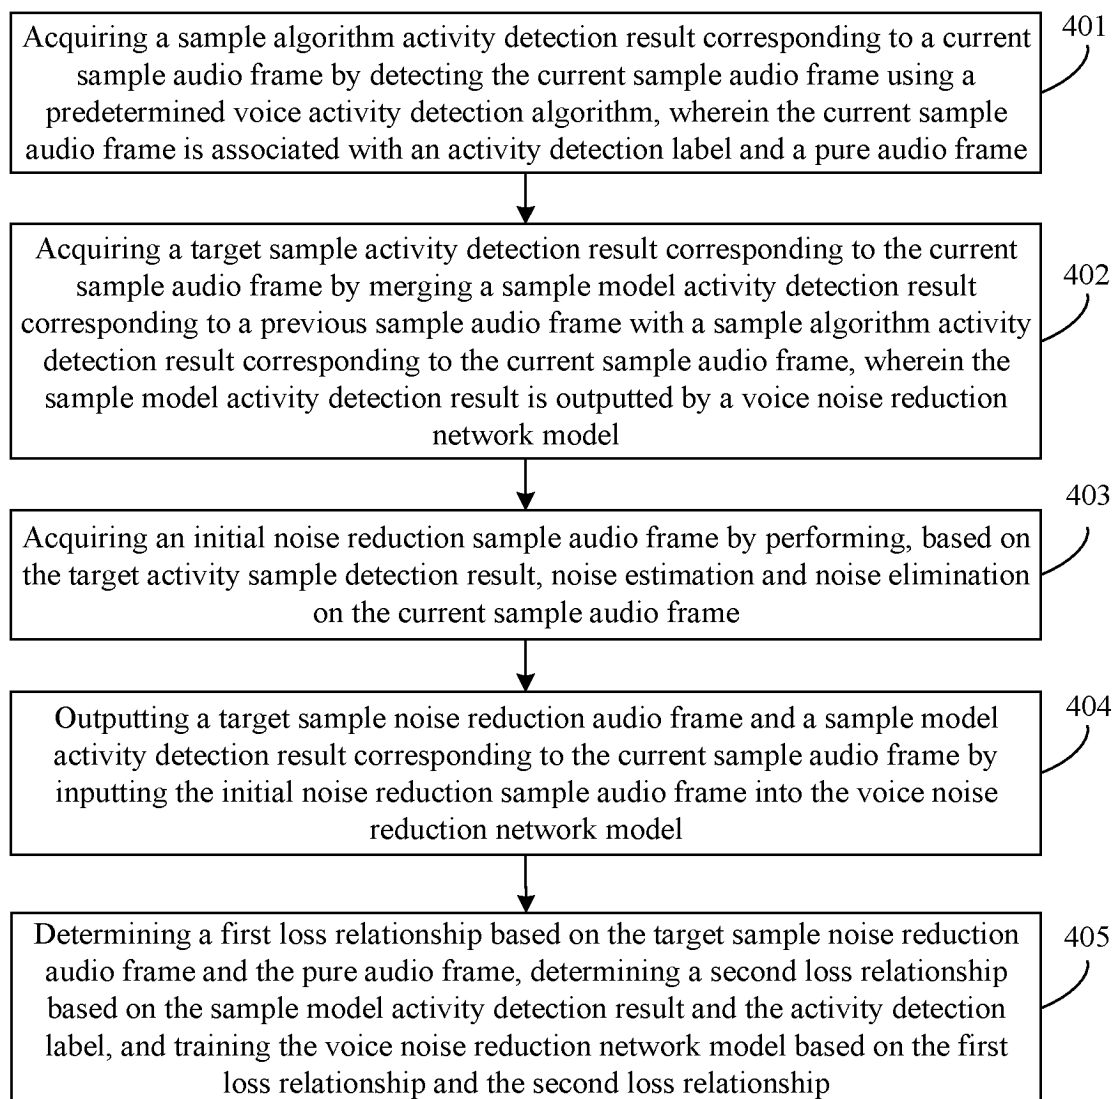 Acquiring a sample algorithm activity detection result corresponding to a current
sample audio frame by detecting the current sample audio frame using a
predetermined voice activity detection algorithm, wherein the current sample
audio frame is associated with an activity detection label and a pure audio frame
401
Acquiring a target sample activity detection result corresponding to the current
sample audio frame by merging a sample model activity detection result
corresponding to a previous sample audio frame with a sample algorithm activity
detection result corresponding to the current sample audio frame, wherein the
sample model activity detection result is outputted by a voice noise reduction
network model
402
Acquiring an initial noise reduction sample audio frame by performing, based on
the target activity sample detection result, noise estimation and noise elimination
on the current sample audio frame
403
Outputting a target sample noise reduction audio frame and a sample model
activity detection result corresponding to the current sample audio frame by
inputting the initial noise reduction sample audio frame into the voice noise
reduction network model
404
Determining a first loss relationship based on the target sample noise reduction
audio frame and the pure audio frame, determining a second loss relationship
based on the sample model activity detection result and the activity detection
label, and training the voice noise reduction network model based on the first
loss relationship and the second loss relationship
405